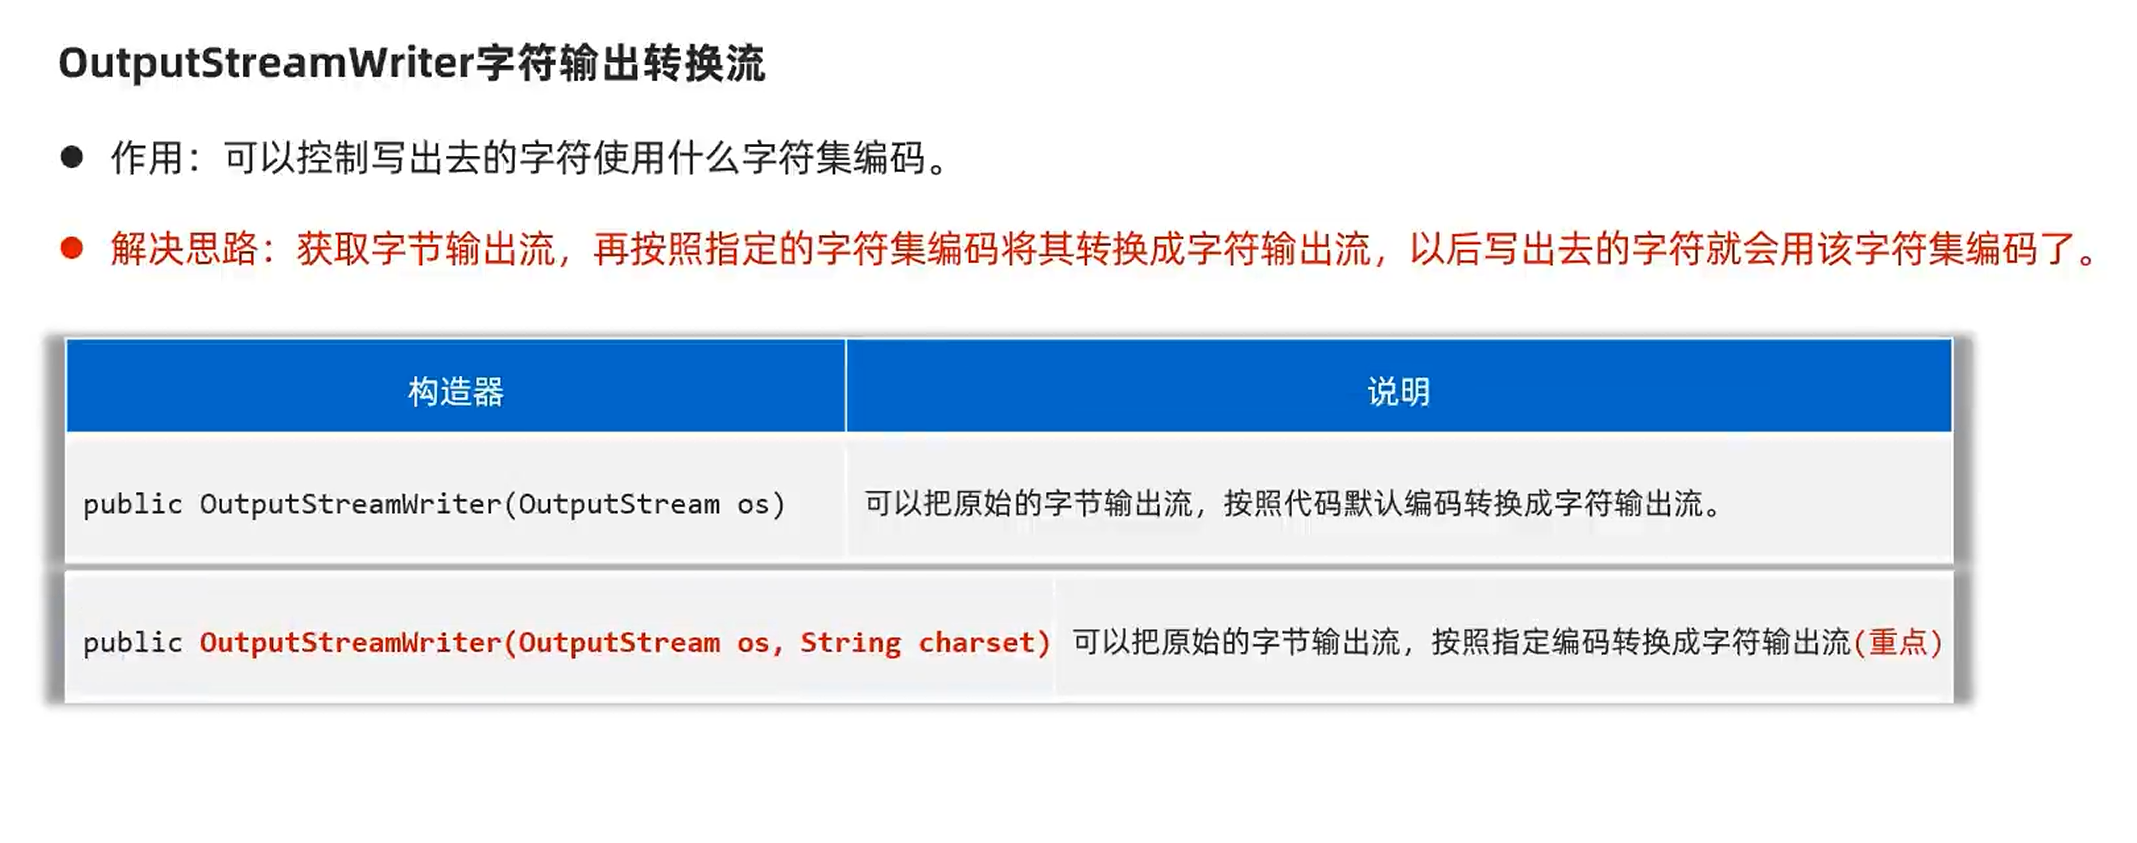 OutputStreamWriter字符输出转换流
● 作用：可以控制写出去的字符使用什么字符集编码。
● 解决思路：获取字节输出流，再按照指定的字符集编码将其转换成字符输出流，以后写出去的字符就会用该字符集编码了。
构造器 说明
public OutputStreamWriter(OutputStream os) 可以把原始的字节输出流，按照代码默认编码转换成字符输出流。
public OutputStreamWriter(OutputStream os, String charset) 可以把原始的字节输出流，按照指定编码转换成字符输出流(重点)